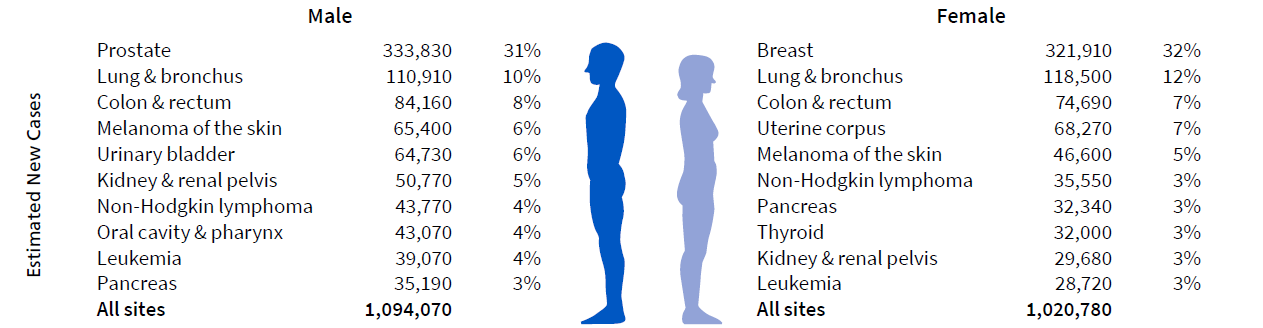 Male
Prostate 333,830 31%
Lung & bronchus 110,910 10%
Colon & rectum 84,160 8%
Melanoma of the skin 65,400 6%
Urinary bladder 64,730 6%
Kidney & renal pelvis 50,770 5%
Non-Hodgkin lymphoma 43,770 4%
Oral cavity & pharynx 43,070 4%
Leukemia 39,070 4%
Pancreas 35,190 3%
All sites 1,094,070
Female
Breast 321,910 32%
Lung & bronchus 118,500 12%
Colon & rectum 74,690 7%
Uterine corpus 68,270 7%
Melanoma of the skin 46,600 5%
Non-Hodgkin lymphoma 35,550 3%
Pancreas 32,340 3%
Thyroid 32,000 3%
Kidney & renal pelvis 29,680 3%
Leukemia 28,720 3%
All sites 1,020,780
Estimated New Cases